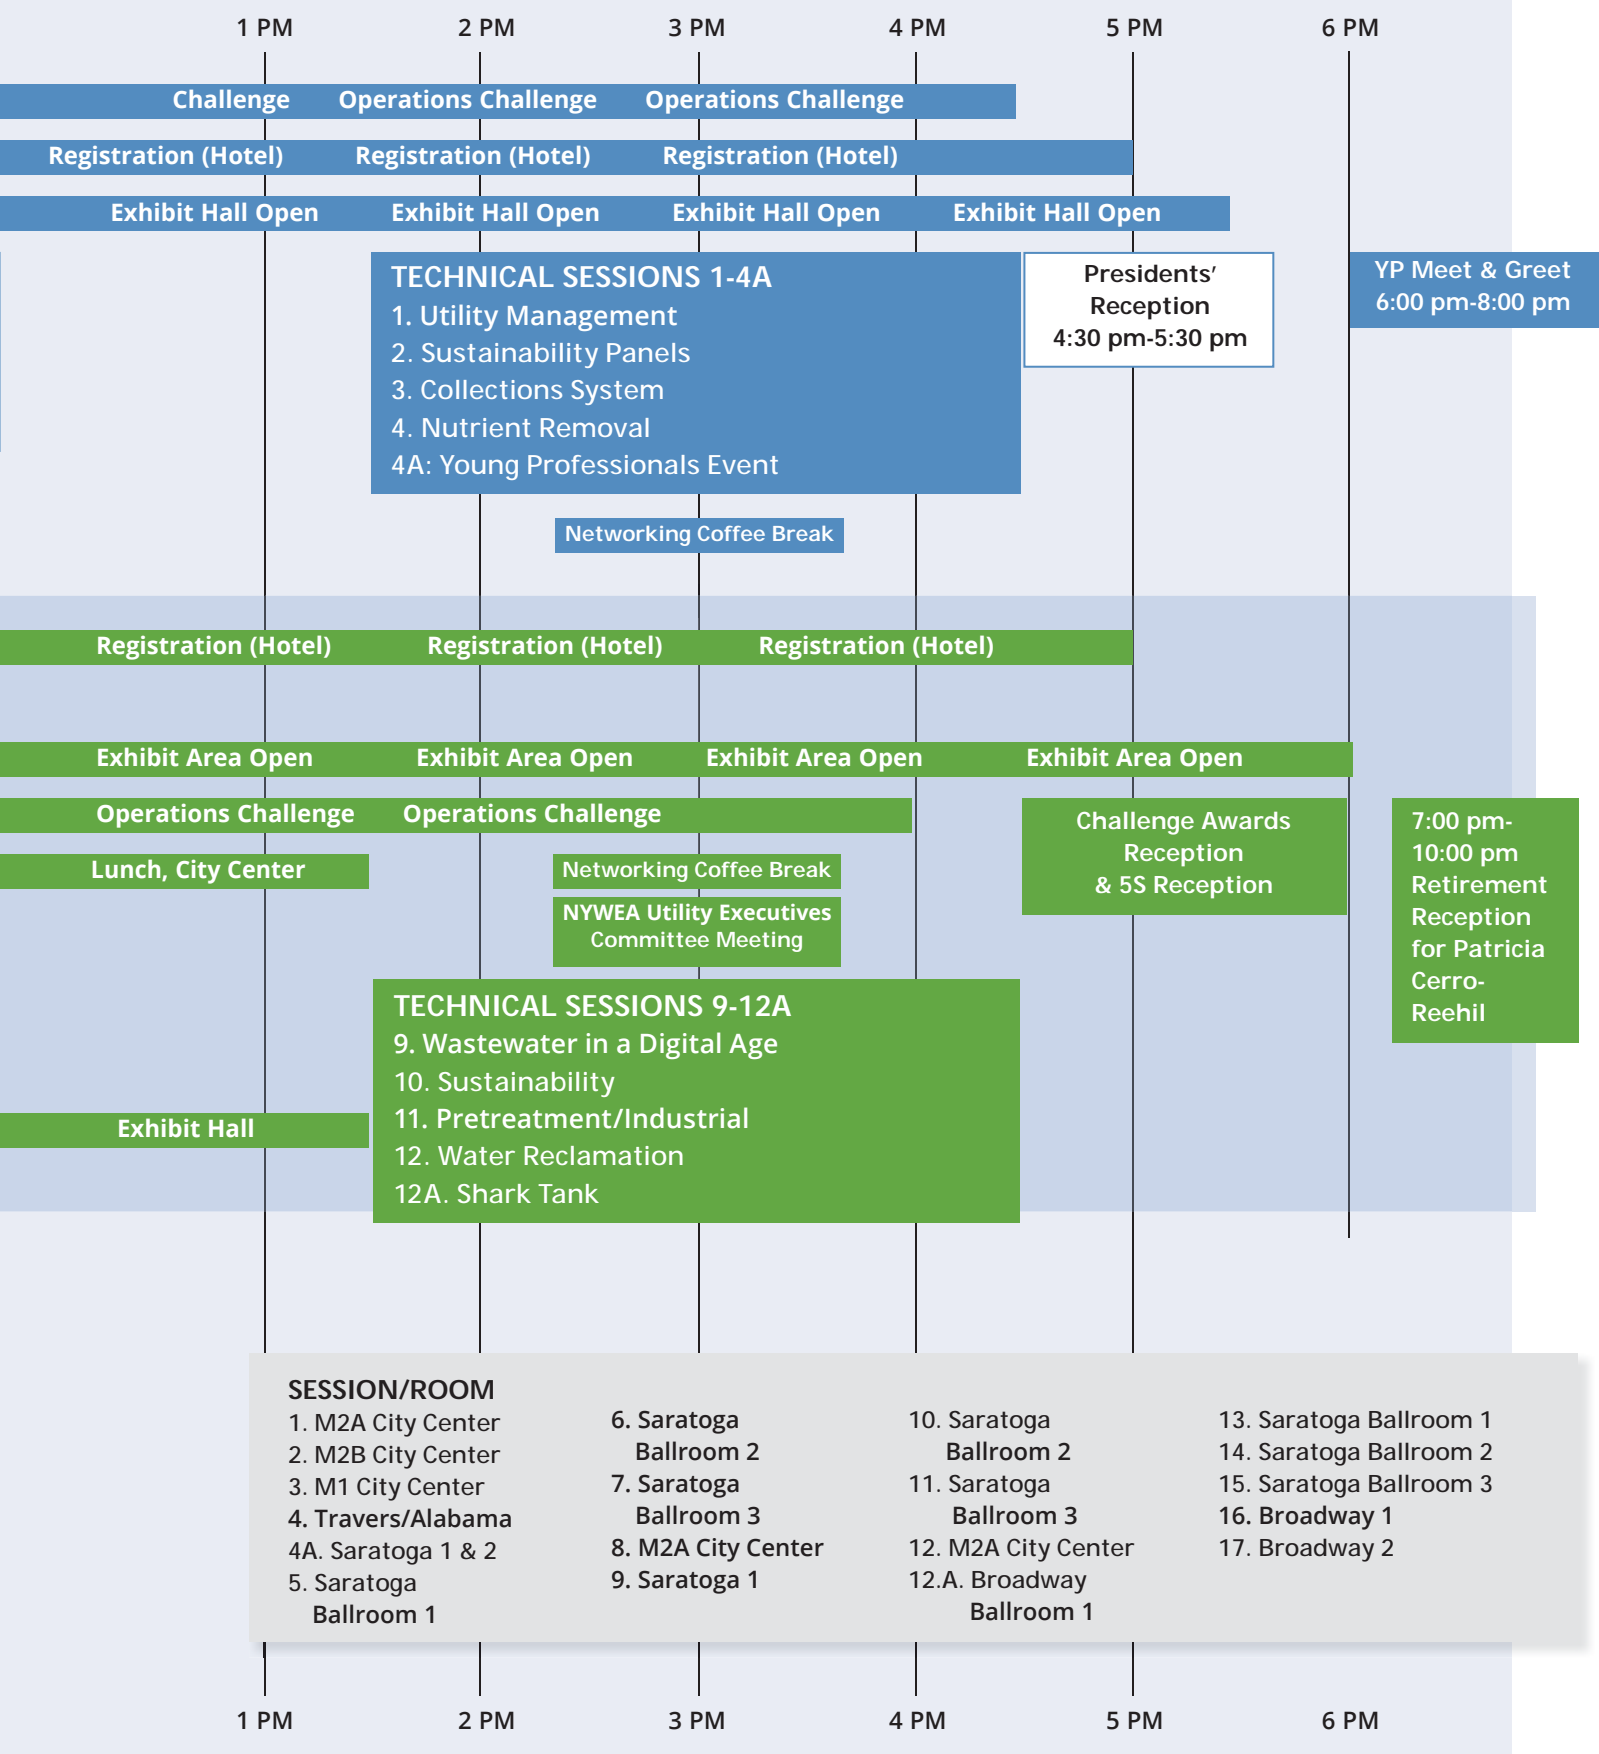 1 PM 2 PM 3 PM 4 PM 5 PM 6 PM
Challenge Operations Challenge Operations Challenge
Registration (Hotel) Registration (Hotel) Registration (Hotel)
Exhibit Hall Open Exhibit Hall Open Exhibit Hall Open Exhibit Hall Open
TECHNICAL SESSIONS 1-4A
1. Utility Management
2. Sustainability Panels
3. Collections System
4. Nutrient Removal
4A: Young Professionals Event
Presidents’
Reception
4:30 pm-5:30 pm
YP Meet & Greet
6:00 pm-8:00 pm
Networking Coffee Break
Registration (Hotel) Registration (Hotel) Registration (Hotel)
Exhibit Area Open Exhibit Area Open Exhibit Area Open Exhibit Area Open
Operations Challenge Operations Challenge
Lunch, City Center
Networking Coffee Break
NYWEA Utility Executives
Committee Meeting
Challenge Awards
Reception
& 5S Reception
7:00 pm-
10:00 pm
Retirement
Reception
for Patricia
Cerro-
Reehil
TECHNICAL SESSIONS 9-12A
9. Wastewater in a Digital Age
10. Sustainability
11. Pretreatment/Industrial
12. Water Reclamation
12A. Shark Tank
Exhibit Hall
SESSION/ROOM
1. M2A City Center
2. M2B City Center
3. M1 City Center
4. Travers/Alabama
4A. Saratoga 1 & 2
5. Saratoga
Ballroom 1
6. Saratoga
Ballroom 2
7. Saratoga
Ballroom 3
8. M2A City Center
9. Saratoga 1
10. Saratoga
Ballroom 2
11. Saratoga
Ballroom 3
12. M2A City Center
12.A. Broadway
Ballroom 1
13. Saratoga Ballroom 1
14. Saratoga Ballroom 2
15. Saratoga Ballroom 3
16. Broadway 1
17. Broadway 2
1 PM 2 PM 3 PM 4 PM 5 PM 6 PM